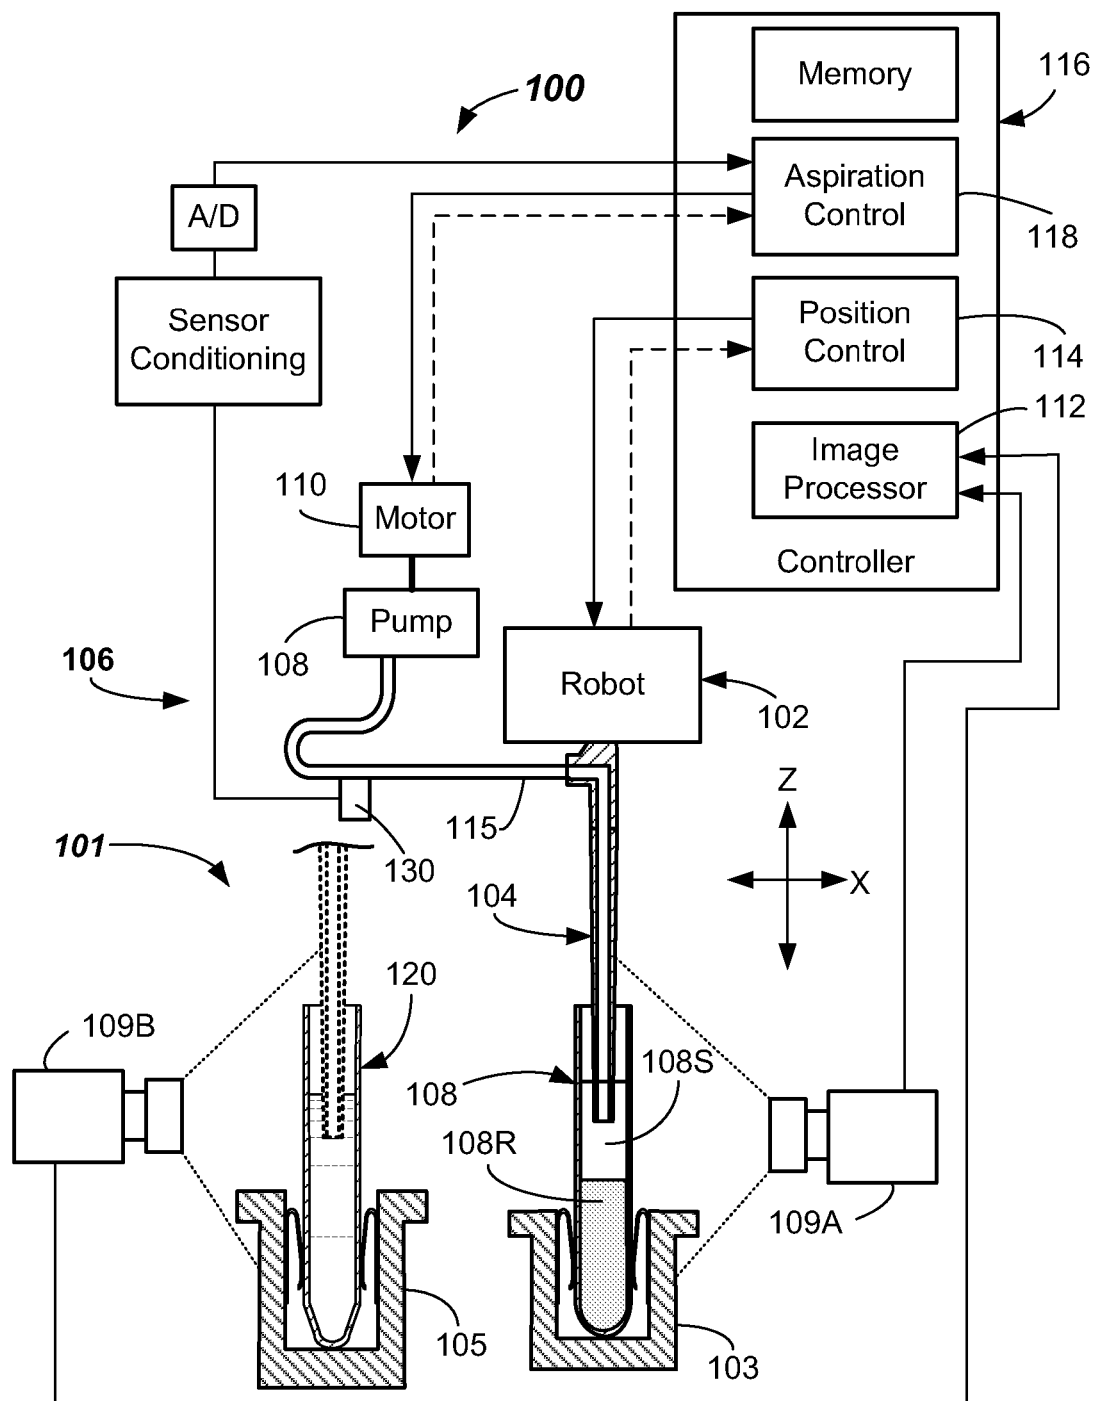 Memory
116
100
Aspiration
Control
118
A/D
Sensor
Conditioning
Position
Control
114
112
Image
Processor
Controller
110
Motor
Pump
108
106
Robot
102
115
130
101
Z
X
104
120
109B
108
108S
108R
109A
105
103